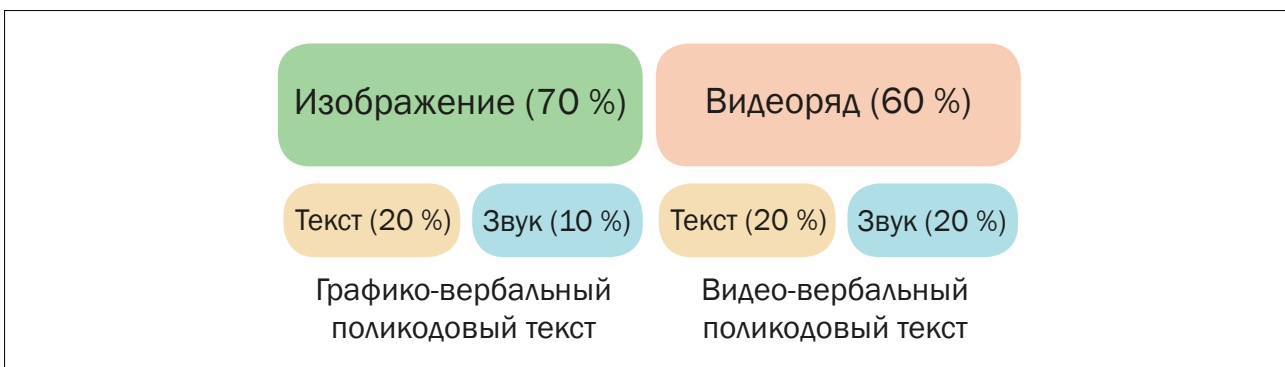 Изображение (70 %)
Видеоряд (60 %)
Текст (20 %)
Звук (10 %)
Текст (20 %)
Звук (20 %)
Графико-вербальный
поликодовый текст
Видео-вербальный
поликодовый текст